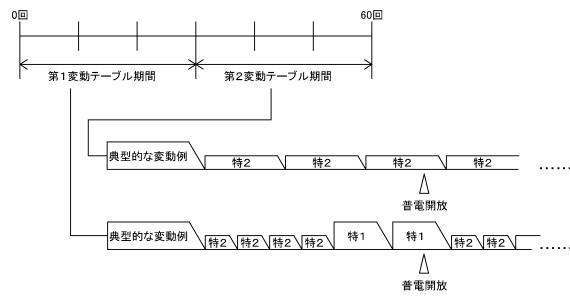 0回 60回
第1変動テーブル期間 第2変動テーブル期間
典型的な変動例 特2 特2 特2 特2 ……
普電開放
典型的な変動例 特2 特2 特2 特2 特1 特1 特2 特2 ……
普電開放